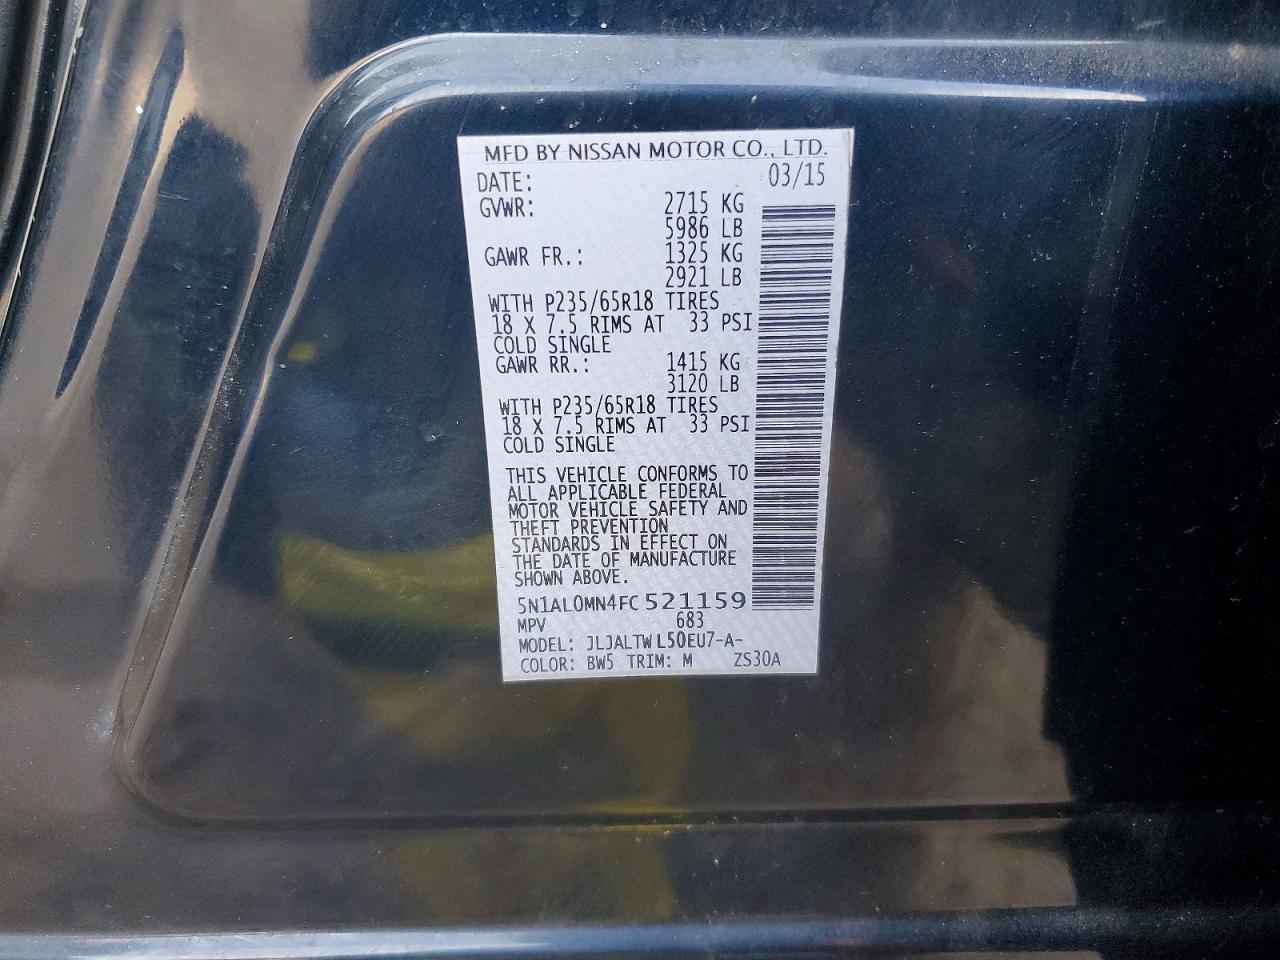 MFD BY NISSAN MOTOR CO., LTD.
DATE: 03/15
GVWR: 2715 KG
5986 LB
GAWR FR.: 1325 KG
2921 LB
WITH P235/65R18 TIRES
18 X 7.5 RIMS AT 33 PSI
COLD SINGLE
GAWR RR.: 1415 KG
3120 LB
WITH P235/65R18 TIRES
18 X 7.5 RIMS AT 33 PSI
COLD SINGLE
THIS VEHICLE CONFORMS TO
ALL APPLICABLE FEDERAL
MOTOR VEHICLE SAFETY AND
THEFT PREVENTION
STANDARDS IN EFFECT ON
THE DATE OF MANUFACTURE
SHOWN ABOVE.
5N1AL0MN4FC 521159
MPV 683
MODEL: JLJALTW L50EU7-A-
COLOR: BW5 TRIM: M ZS30A